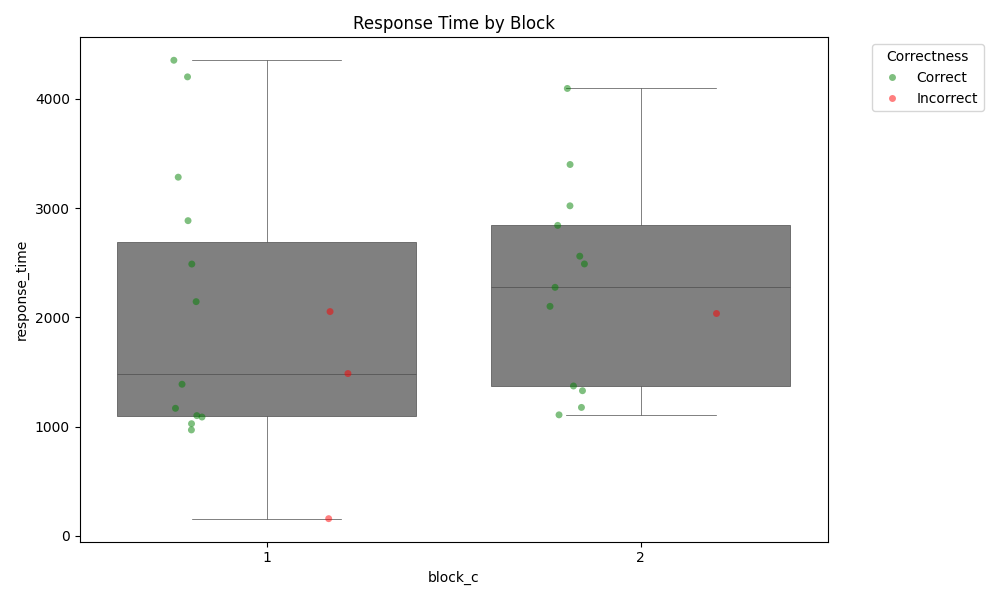 Response Time by Block
Correctness
Correct
Incorrect
response_time
4000
3000
2000
1000
0
1
2
block_c